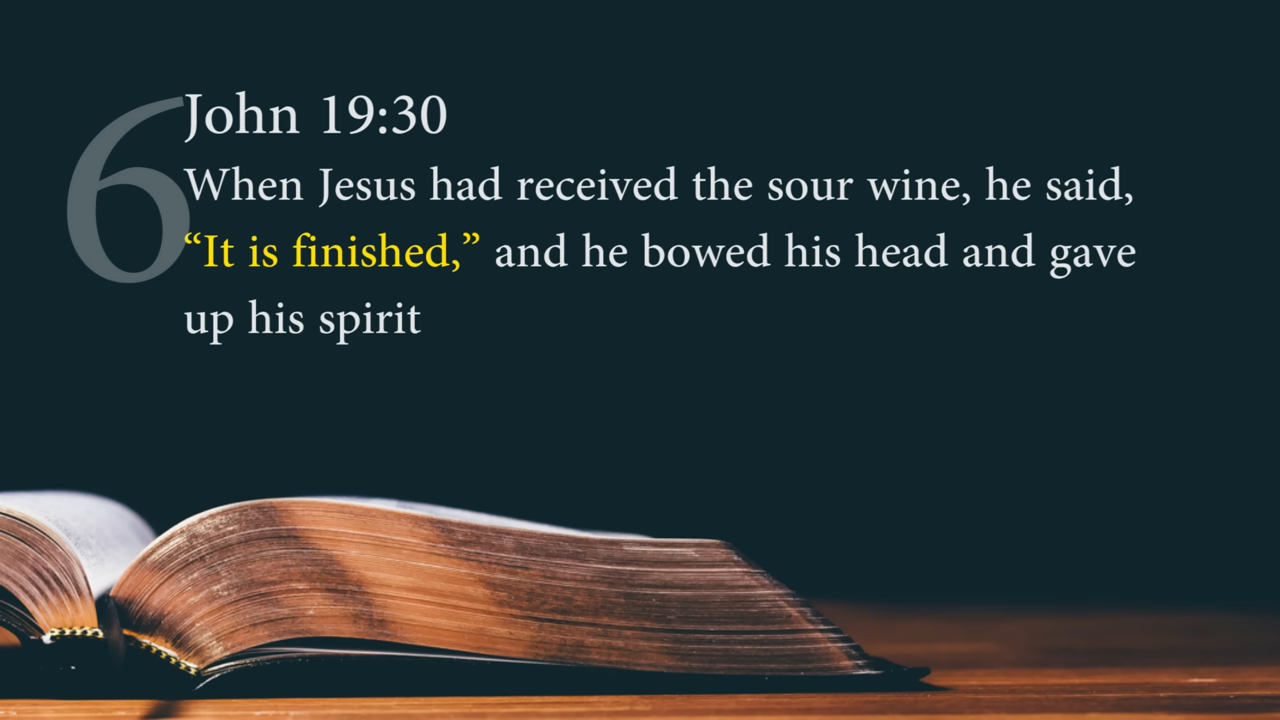 6
John 19:30
When Jesus had received the sour wine, he said,
“It is finished,” and he bowed his head and gave
up his spirit